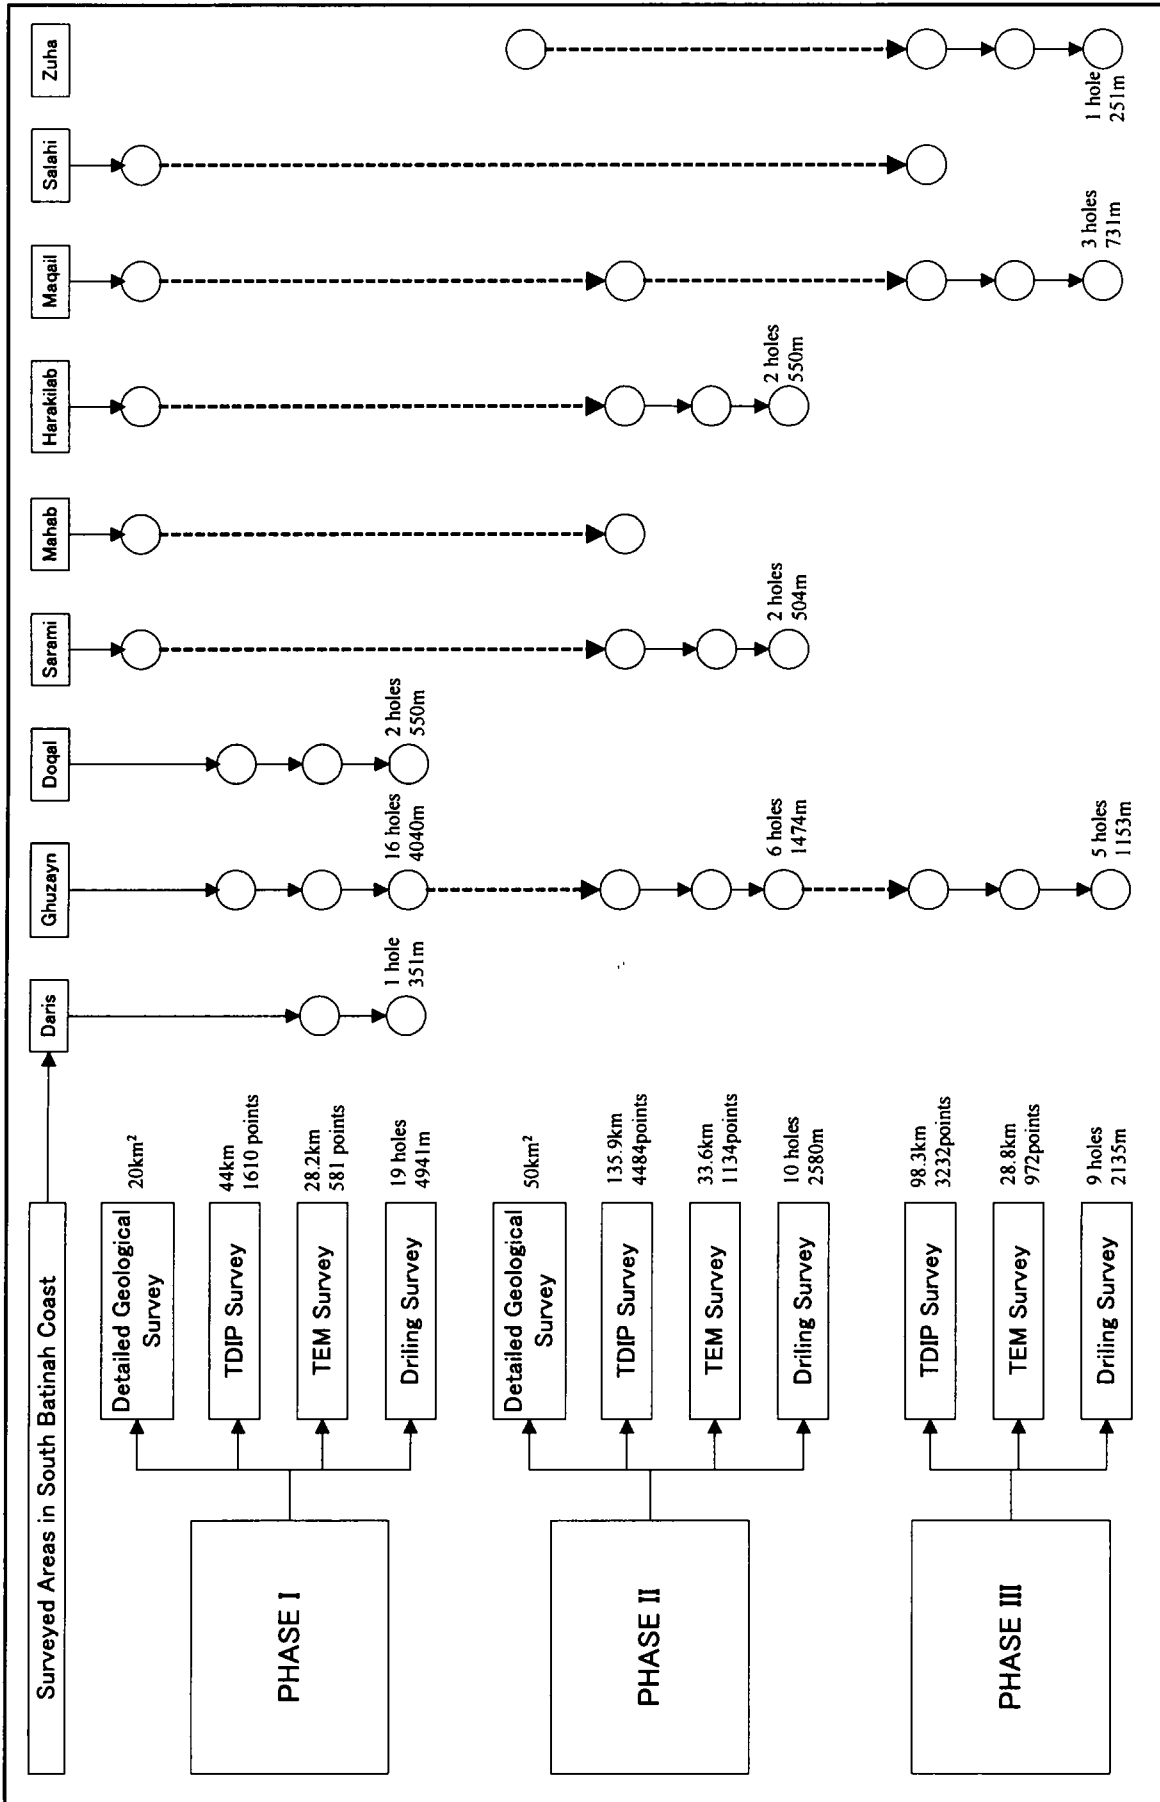 Surveyed Areas in South Batinah Coast
Daris
Ghuzayn
Doqal
Sarami
Mahab
Harakilab
Maqail
Salahi
Zuha
PHASE I
Detailed Geological
Survey
20km²
TDIP Survey
44km
1610 points
TEM Survey
28.2km
581 points
Driling Survey
19 holes
4941m
1 hole
351m
16 holes
4040m
2 holes
550m
PHASE II
Detailed Geological
Survey
50km²
TDIP Survey
135.9km
4484points
TEM Survey
33.6km
1134points
Driling Survey
10 holes
2580m
6 holes
1474m
2 holes
504m
2 holes
550m
PHASE III
TDIP Survey
98.3km
3232points
TEM Survey
28.8km
972points
Driling Survey
9 holes
2135m
5 holes
1153m
3 holes
731m
1 hole
251m